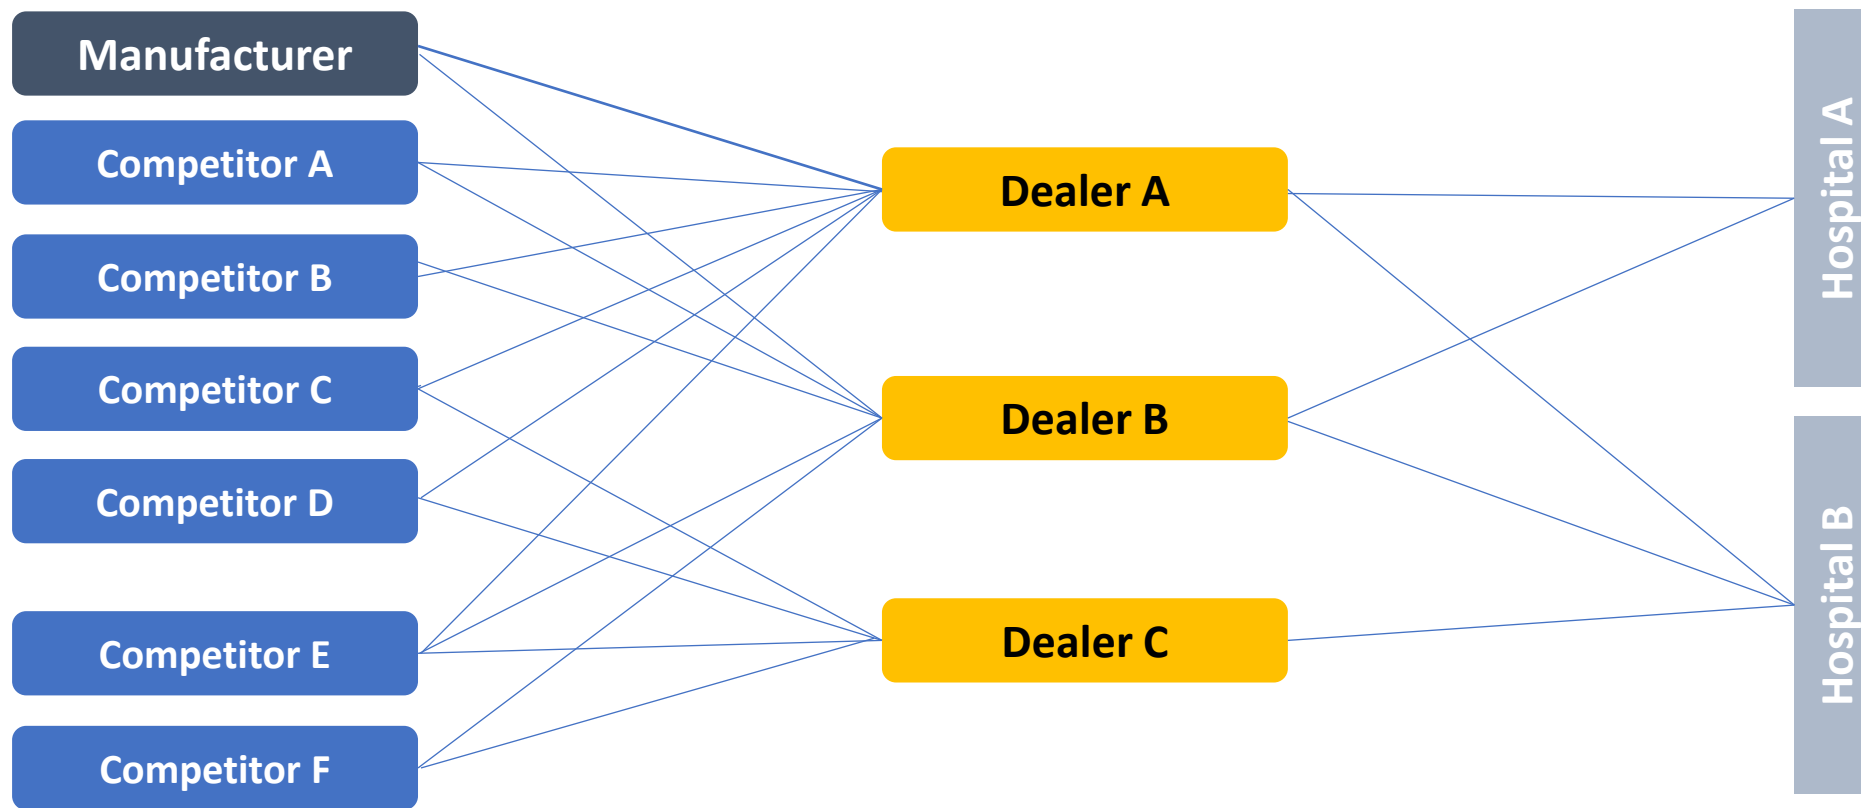 Manufacturer
Competitor A
Competitor B
Competitor C
Competitor D
Competitor E
Competitor F
Dealer A
Dealer B
Dealer C
Hospital A
Hospital B